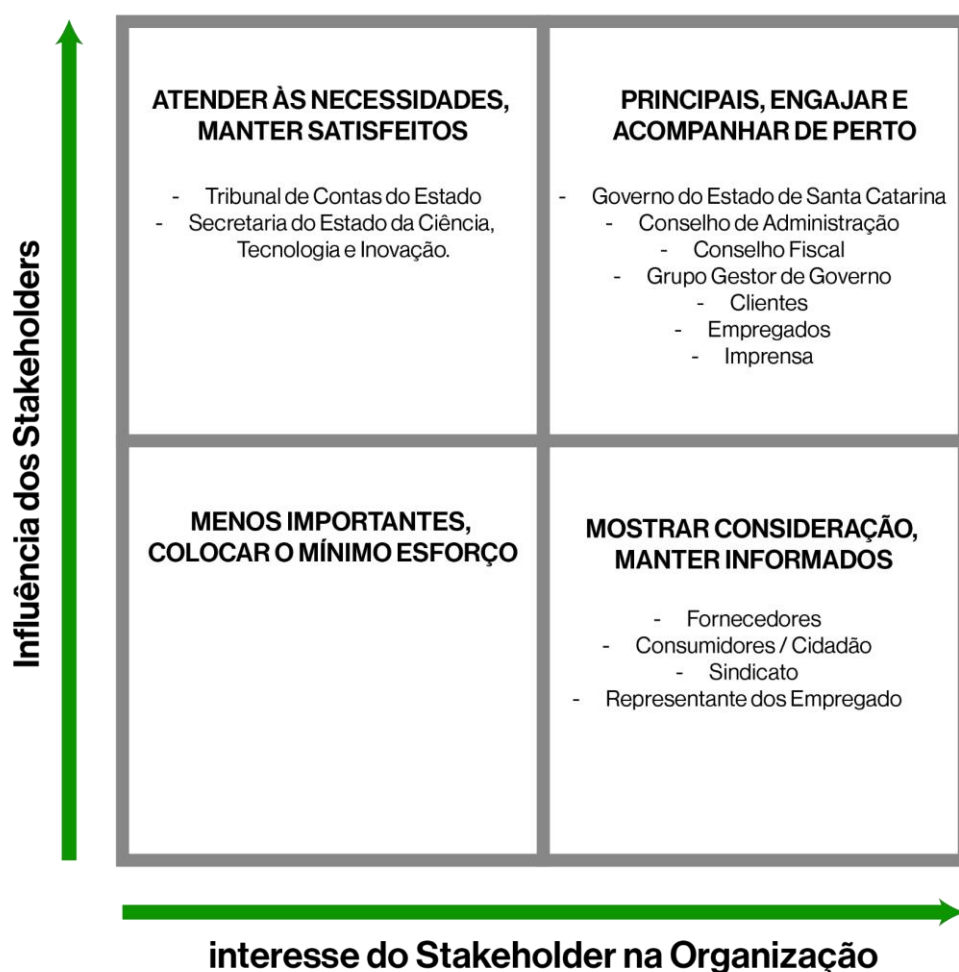 Influência dos Stakeholders
ATENDER ÀS NECESSIDADES,
MANTER SATISFEITOS
- Tribunal de Contas do Estado
- Secretaria do Estado da Ciência,
Tecnologia e Inovação.
PRINCIPAIS, ENGAJAR E
ACOMPANHAR DE PERTO
- Governo do Estado de Santa Catarina
- Conselho de Administração
- Conselho Fiscal
- Grupo Gestor de Governo
- Clientes
- Empregados
- Imprensa
MENOS IMPORTANTES,
COLOCAR O MÍNIMO ESFORÇO
MOSTRAR CONSIDERAÇÃO,
MANTER INFORMADOS
- Fornecedores
- Consumidores / Cidadão
- Sindicato
- Representante dos Empregado
interesse do Stakeholder na Organização